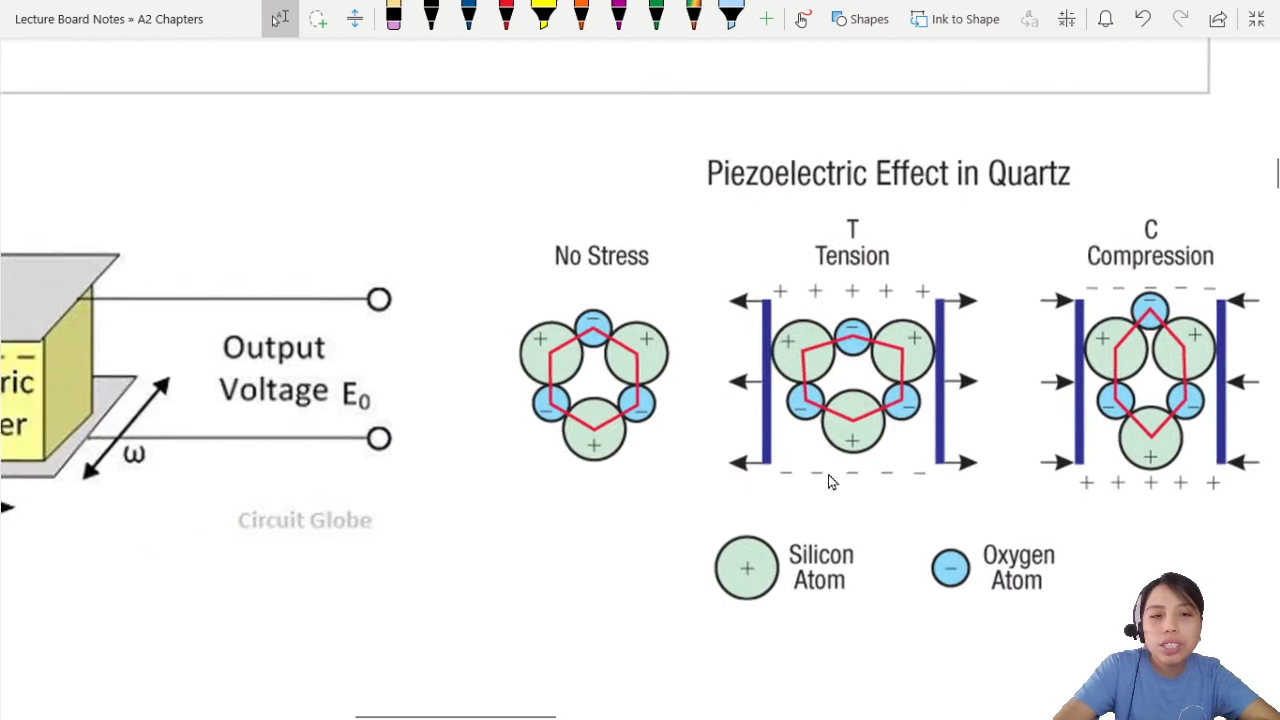 Lecture Board Notes » A2 Chapters
Shapes
Ink to Shape
Piezoelectric Effect in Quartz
No Stress
T
Tension
C
Compression
+ + + + +
− − − − −
Output
Voltage E₀
ric
er
ω
− − − − −
+ + + + +
Circuit Globe
Silicon
Atom
Oxygen
Atom